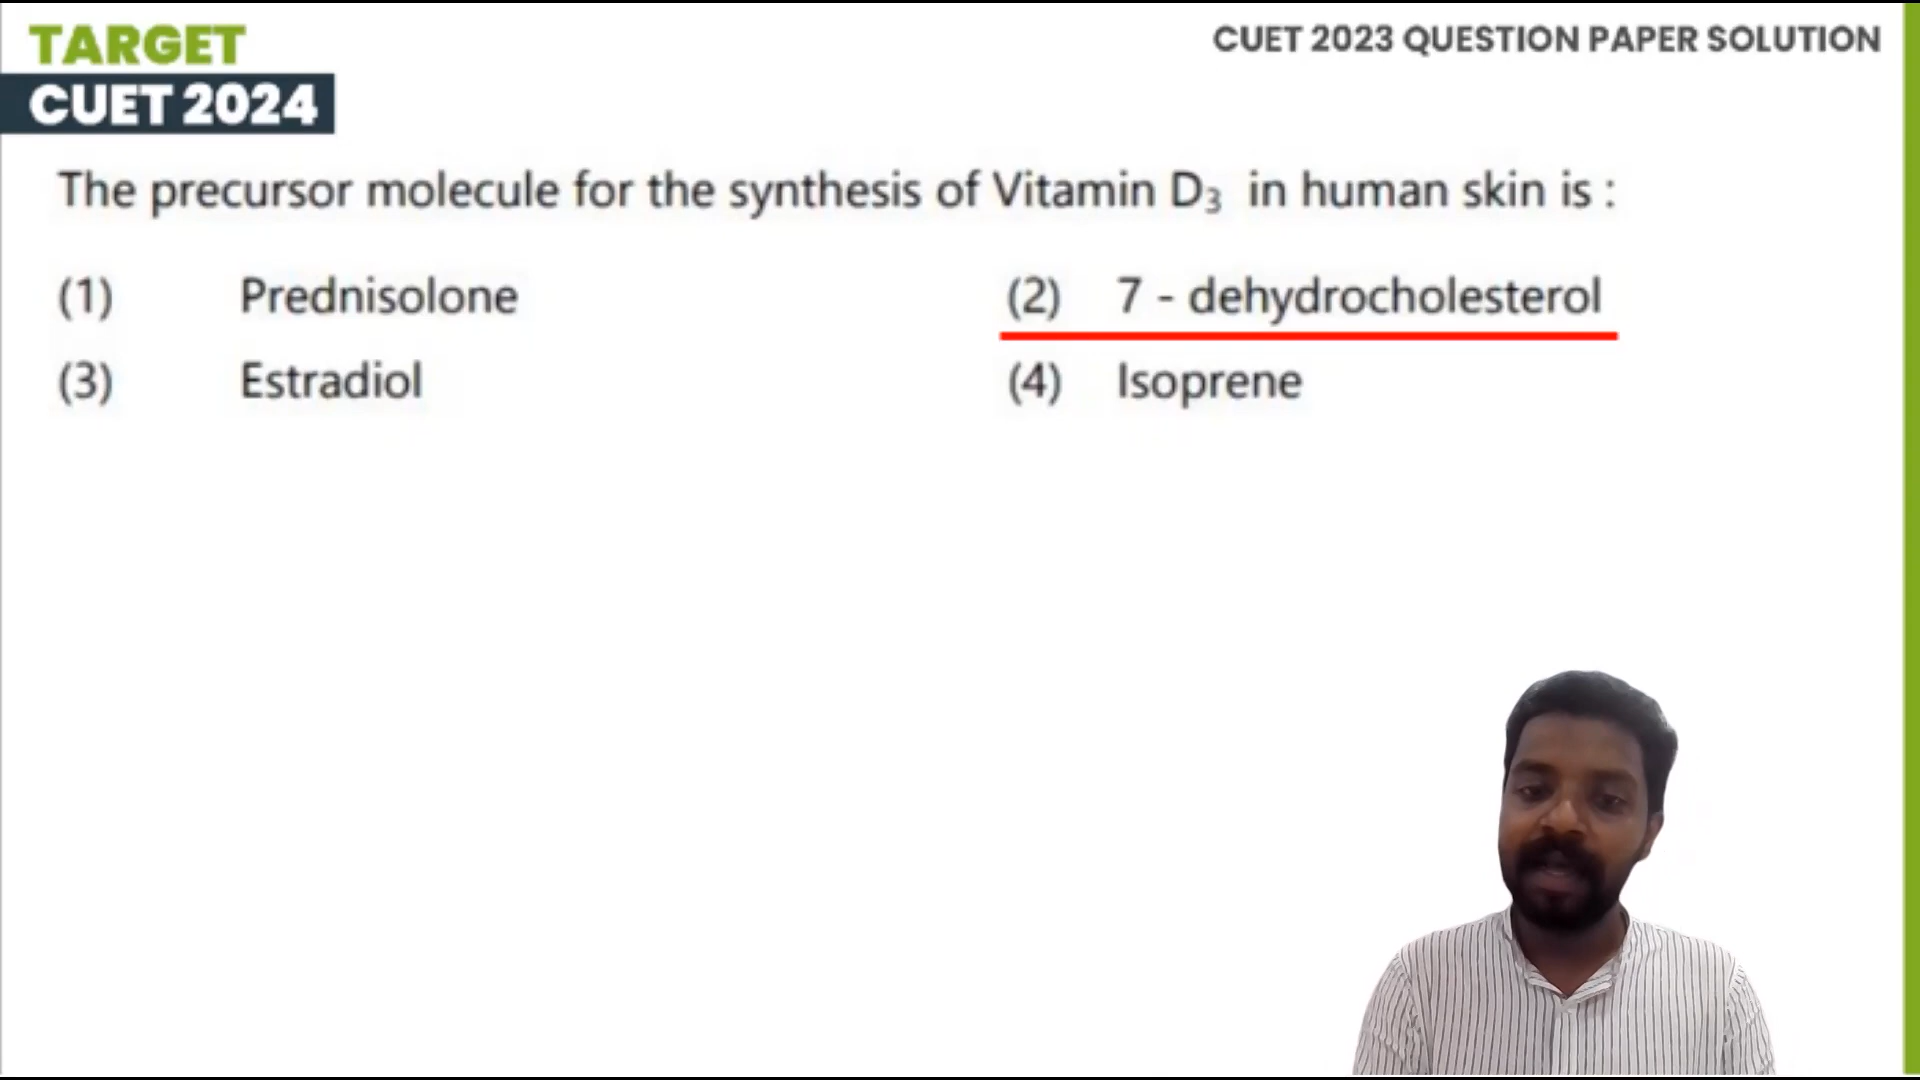 TARGET
CUET 2024
CUET 2023 QUESTION PAPER SOLUTION
The precursor molecule for the synthesis of Vitamin D₃ in human skin is :
(1) Prednisolone (2) 7 - dehydrocholesterol
(3) Estradiol (4) Isoprene